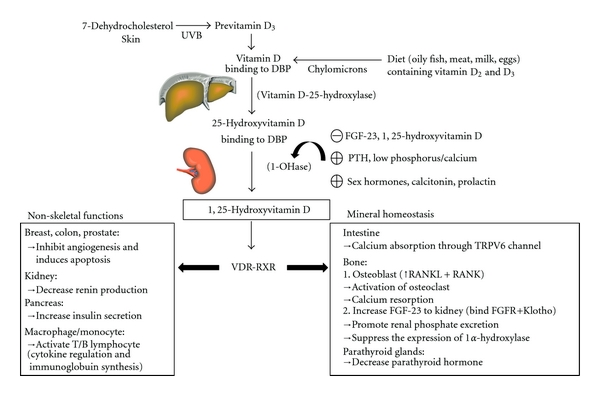 7-Dehydrocholesterol
Skin
UVB
Previtamin D3
Vitamin D
binding to DBP
Chylomicrons
Diet (oily fish, meat, milk, eggs)
containing vitamin D2 and D3
(Vitamin D-25-hydroxylase)
25-Hydroxyvitamin D
binding to DBP
(1-OHase)
⊖ FGF-23, 1, 25-hydroxyvitamin D
⊕ PTH, low phosphorus/calcium
⊕ Sex hormones, calcitonin, prolactin
1, 25-Hydroxyvitamin D
VDR-RXR
Non-skeletal functions
Breast, colon, prostate:
→Inhibit angiogenesis and
induces apoptosis
Kidney:
→Decrease renin production
Pancreas:
→Increase insulin secretion
Macrophage/monocyte:
→Activate T/B lymphocyte
(cytokine regulation and
immunoglobuin synthesis)
Mineral homeostasis
Intestine
→Calcium absorption through TRPV6 channel
Bone:
1. Osteoblast (↑RANKL + RANK)
→Activation of osteoclast
→Calcium resorption
2. Increase FGF-23 to kidney (bind FGFR+Klotho)
→Promote renal phosphate excretion
→Suppress the expression of 1α-hydroxylase
Parathyroid glands:
→Decrease parathyroid hormone